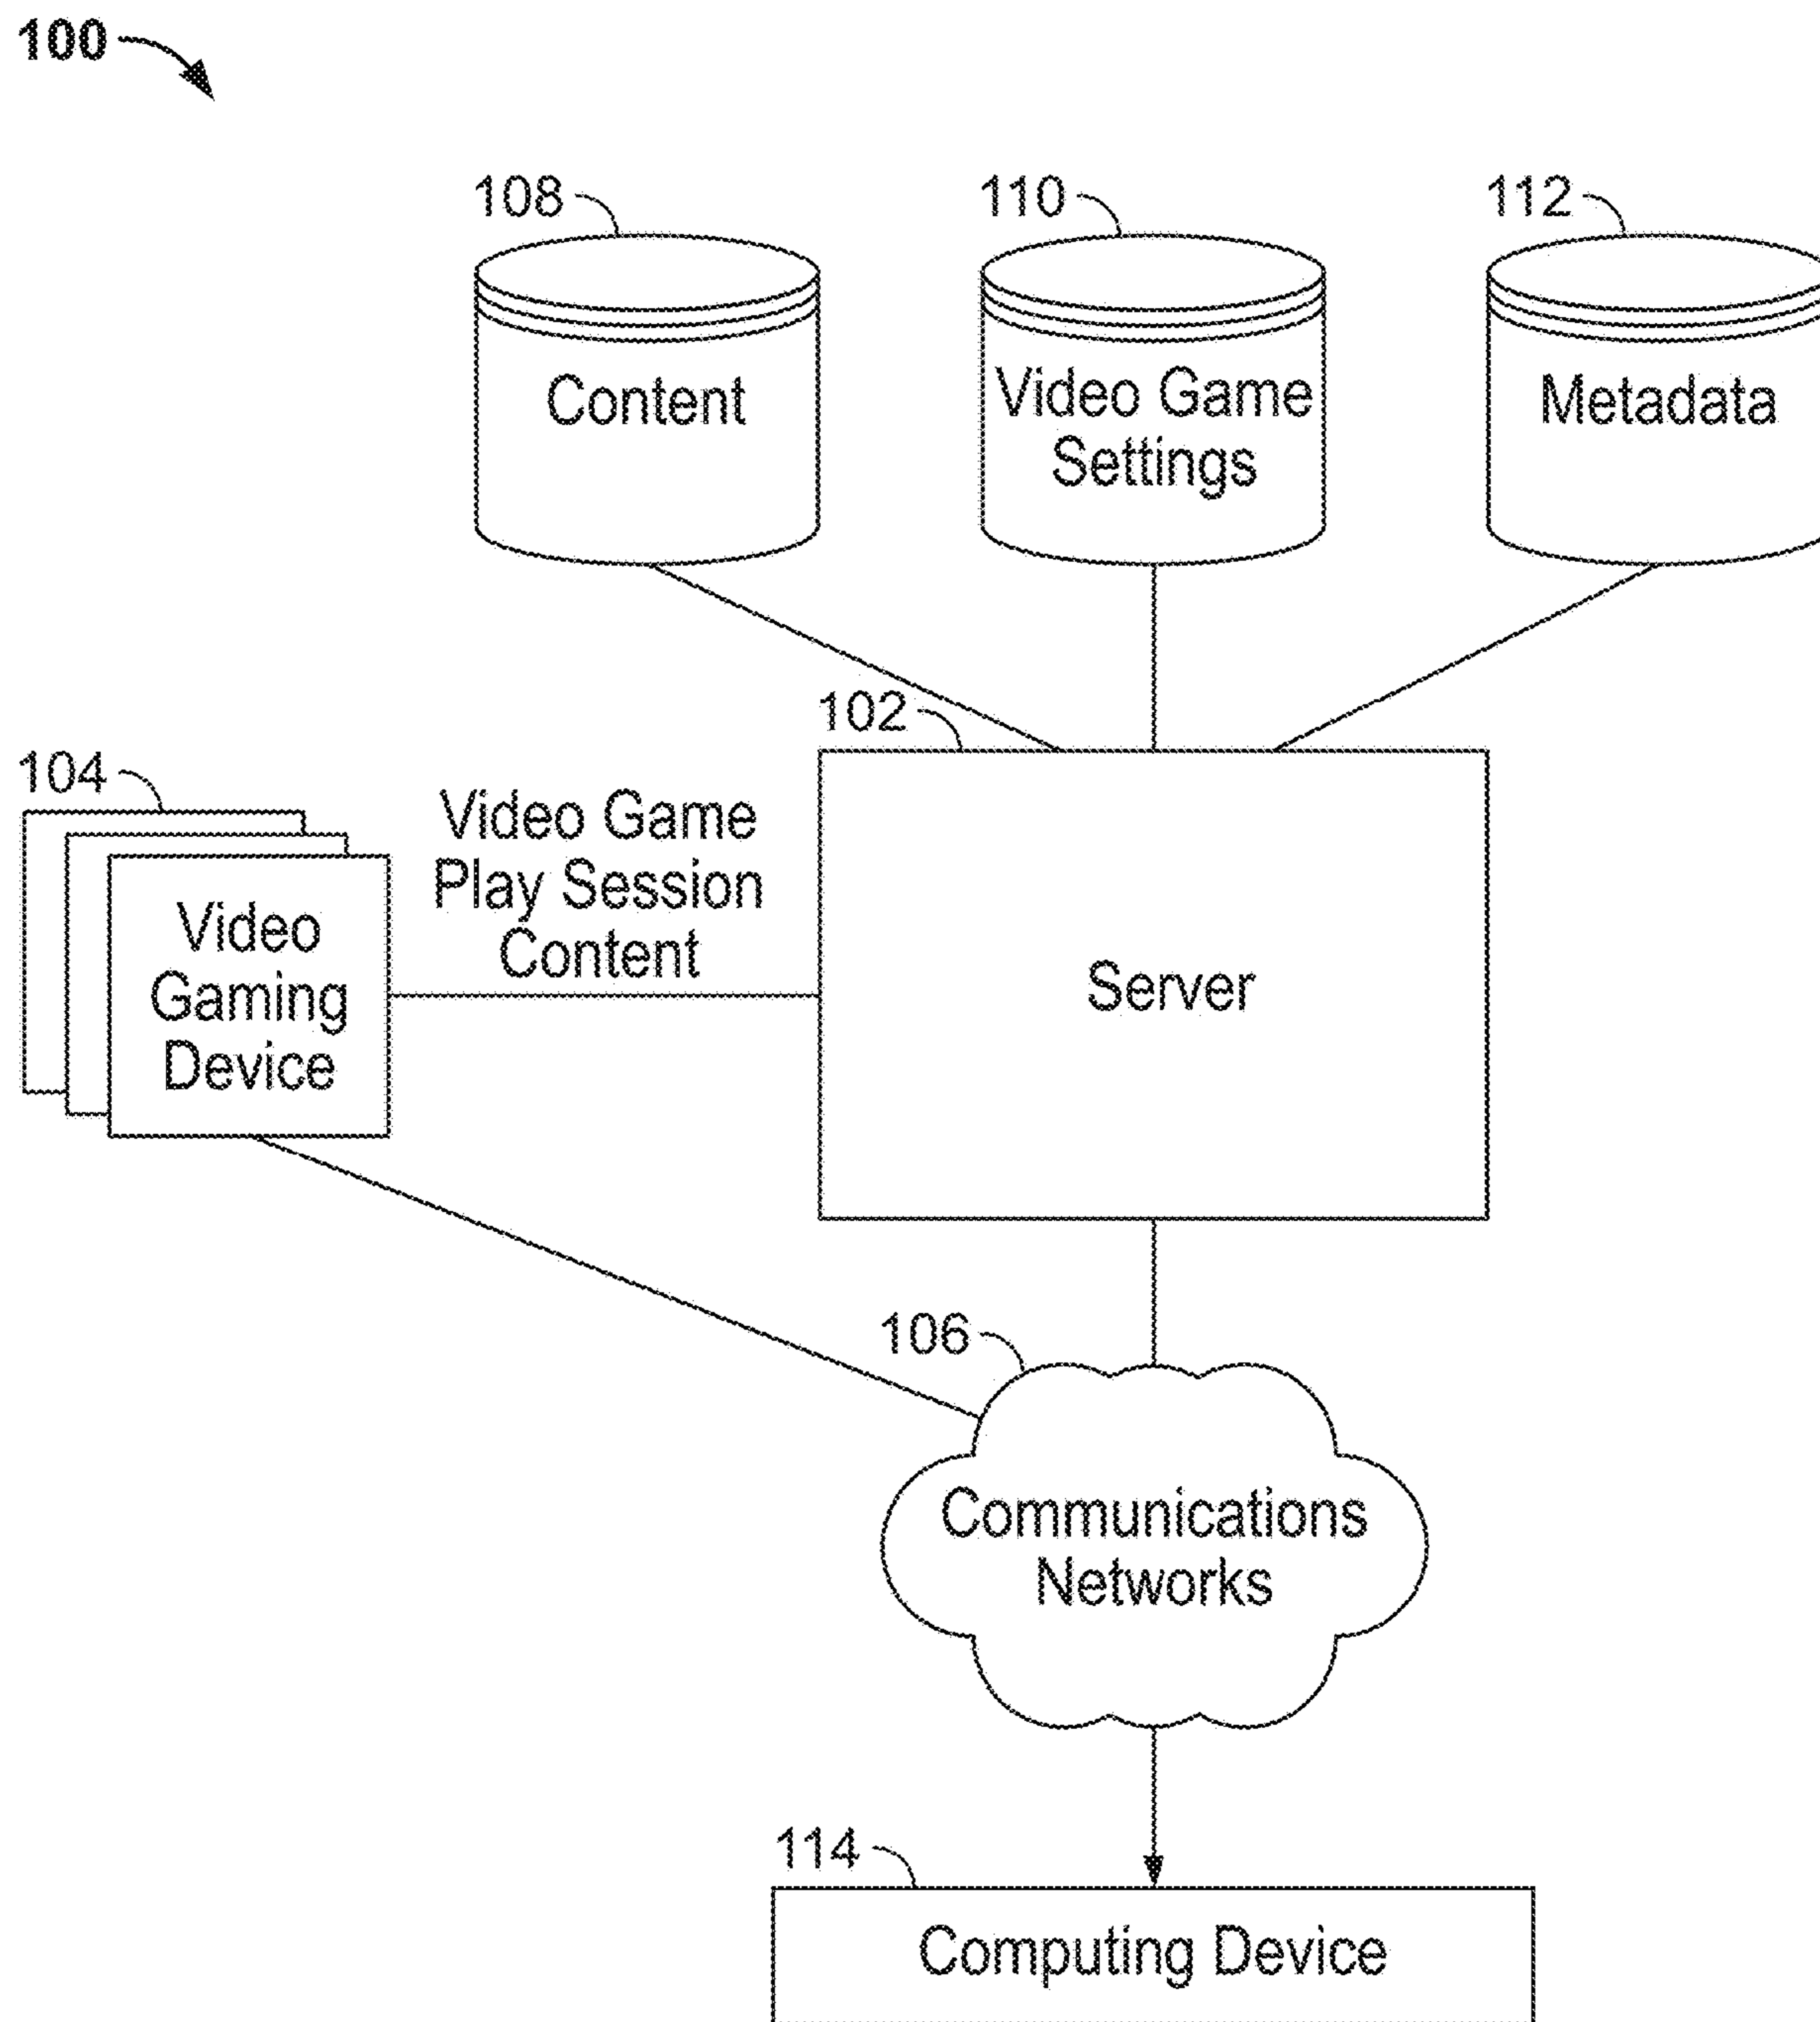 100
108
110
112
Content
Video Game
Settings
Metadata
102
104
Video Game
Play Session
Content
Video
Gaming
Device
Server
106
Communications
Networks
114
Computing Device